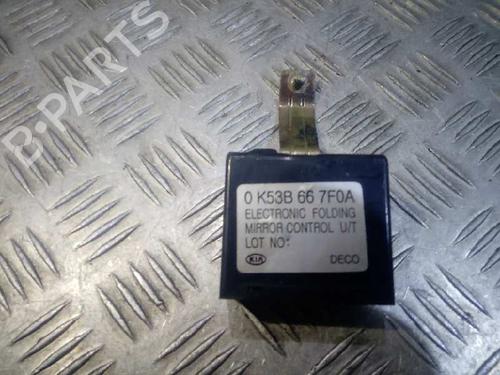 B-PARTS
0 K53B 66 7F0A
ELECTRONIC FOLDING
MIRROR CONTROL U/T
LOT NO:
KIA DECO